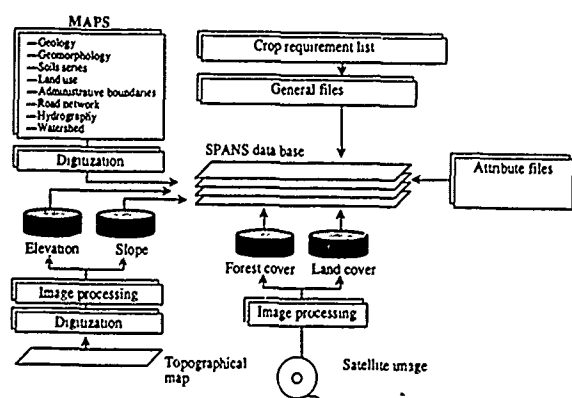 MAPS
—Geology
—Geomorphology
—Soils series
—Land use
—Administrative boundaries
—Road network
—Hydrography
—Watershed
Digitization
Crop requirement list
General files
SPANS data base
Attribute files
Elevation
Slope
Forest cover
Land cover
Image processing
Digitization
Topographical
map
Image processing
Satellite image